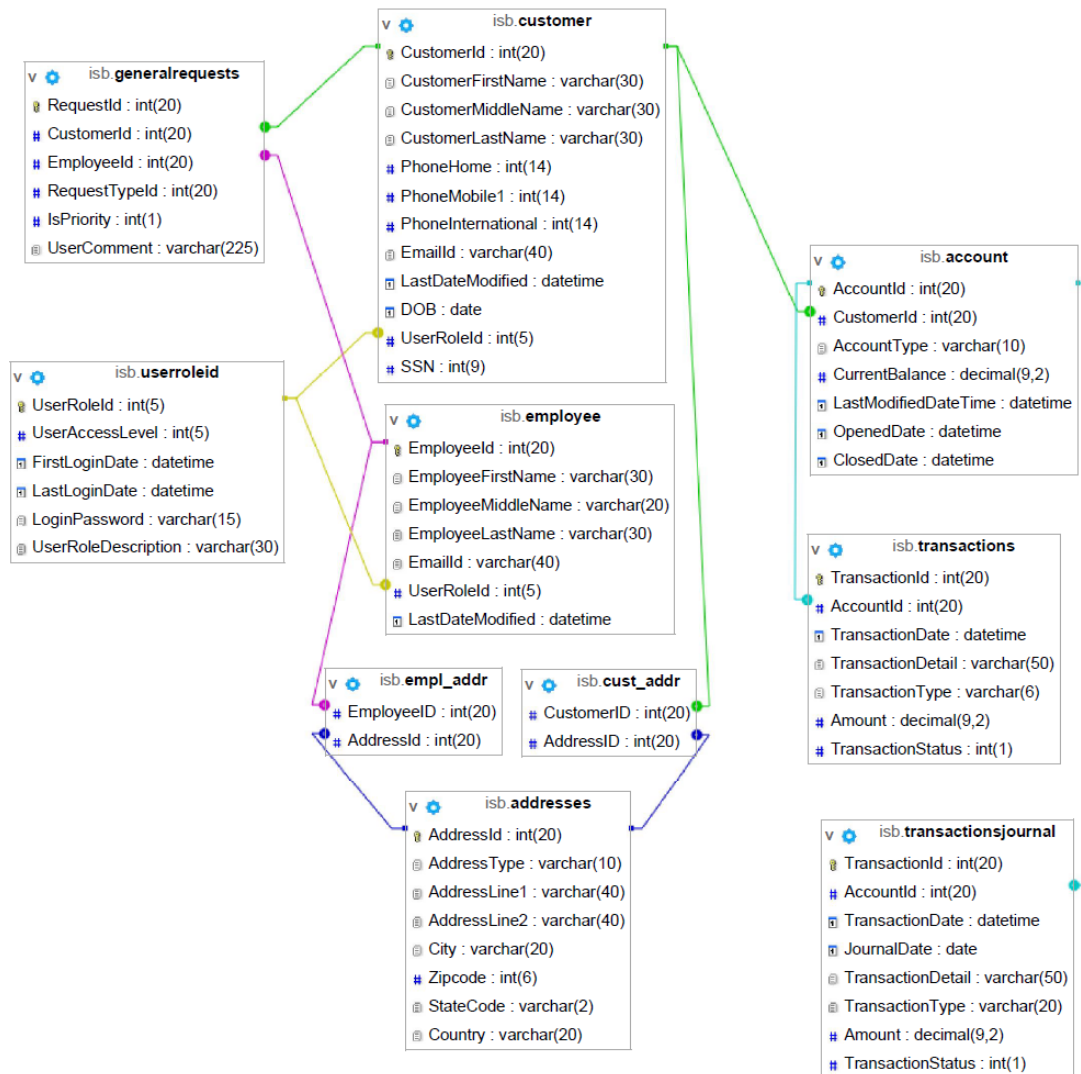 v isb.customer
CustomerId : int(20)
CustomerFirstName : varchar(30)
CustomerMiddleName : varchar(30)
CustomerLastName : varchar(30)
# PhoneHome : int(14)
# PhoneMobile1 : int(14)
# PhoneInternational : int(14)
EmailId : varchar(40)
LastDateModified : datetime
DOB : date
# UserRoleId : int(5)
# SSN : int(9)
v isb.generalrequests
RequestId : int(20)
# CustomerId : int(20)
# EmployeeId : int(20)
# RequestTypeId : int(20)
# IsPriority : int(1)
UserComment : varchar(225)
v isb.account
AccountId : int(20)
# CustomerId : int(20)
AccountType : varchar(10)
# CurrentBalance : decimal(9,2)
LastModifiedDateTime : datetime
OpenedDate : datetime
ClosedDate : datetime
v isb.userroleid
UserRoleId : int(5)
# UserAccessLevel : int(5)
FirstLoginDate : datetime
LastLoginDate : datetime
LoginPassword : varchar(15)
UserRoleDescription : varchar(30)
v isb.employee
EmployeeId : int(20)
EmployeeFirstName : varchar(30)
EmployeeMiddleName : varchar(20)
EmployeeLastName : varchar(30)
EmailId : varchar(40)
# UserRoleId : int(5)
LastDateModified : datetime
v isb.transactions
TransactionId : int(20)
# AccountId : int(20)
TransactionDate : datetime
TransactionDetail : varchar(50)
TransactionType : varchar(6)
# Amount : decimal(9,2)
# TransactionStatus : int(1)
v isb.empl_addr
# EmployeeID : int(20)
# AddressId : int(20)
v isb.cust_addr
# CustomerID : int(20)
# AddressID : int(20)
v isb.addresses
AddressId : int(20)
AddressType : varchar(10)
AddressLine1 : varchar(40)
AddressLine2 : varchar(40)
City : varchar(20)
# Zipcode : int(6)
StateCode : varchar(2)
Country : varchar(20)
v isb.transactionsjournal
TransactionId : int(20)
# AccountId : int(20)
TransactionDate : datetime
JournalDate : date
TransactionDetail : varchar(50)
TransactionType : varchar(20)
# Amount : decimal(9,2)
# TransactionStatus : int(1)